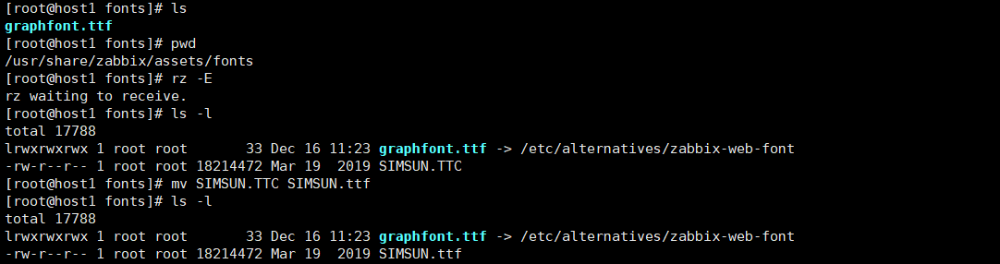 [root@host1 fonts]# ls
graphfont.ttf
[root@host1 fonts]# pwd
/usr/share/zabbix/assets/fonts
[root@host1 fonts]# rz -E
rz waiting to receive.
[root@host1 fonts]# ls -l
total 17788
lrwxrwxrwx 1 root root       33 Dec 16 11:23 graphfont.ttf -> /etc/alternatives/zabbix-web-font
-rw-r--r-- 1 root root 18214472 Mar 19  2019 SIMSUN.TTC
[root@host1 fonts]# mv SIMSUN.TTC SIMSUN.ttf
[root@host1 fonts]# ls -l
total 17788
lrwxrwxrwx 1 root root       33 Dec 16 11:23 graphfont.ttf -> /etc/alternatives/zabbix-web-font
-rw-r--r-- 1 root root 18214472 Mar 19  2019 SIMSUN.ttf